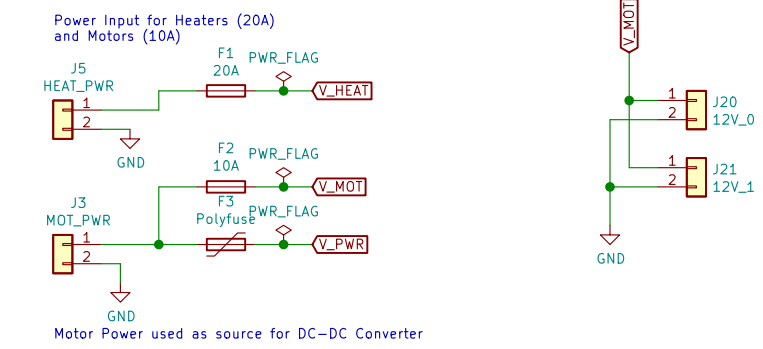 Power Input for Heaters (20A)
and Motors (10A)
J5
HEAT_PWR
1
2
GND
F1
20A
PWR_FLAG
V_HEAT
J3
MOT_PWR
1
2
GND
F2
10A
PWR_FLAG
V_MOT
F3
Polyfuse
PWR_FLAG
V_PWR
Motor Power used as source for DC-DC Converter
V_MOT
1
2
J20
12V_0
1
2
J21
12V_1
GND